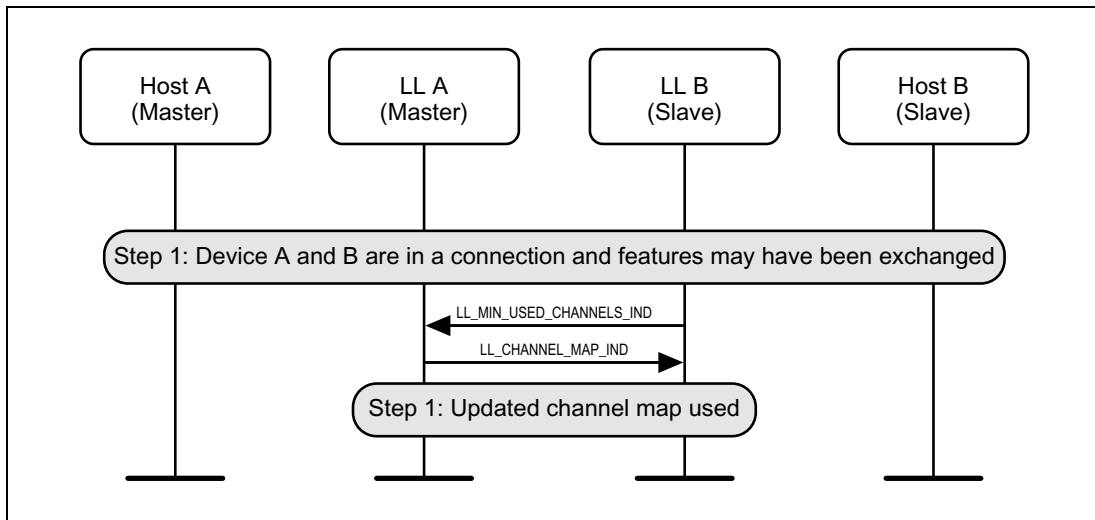 Host A
(Master)
LL A
(Master)
LL B
(Slave)
Host B
(Slave)
Step 1: Device A and B are in a connection and features may have been exchanged
LL_MIN_USED_CHANNELS_IND
LL_CHANNEL_MAP_IND
Step 1: Updated channel map used